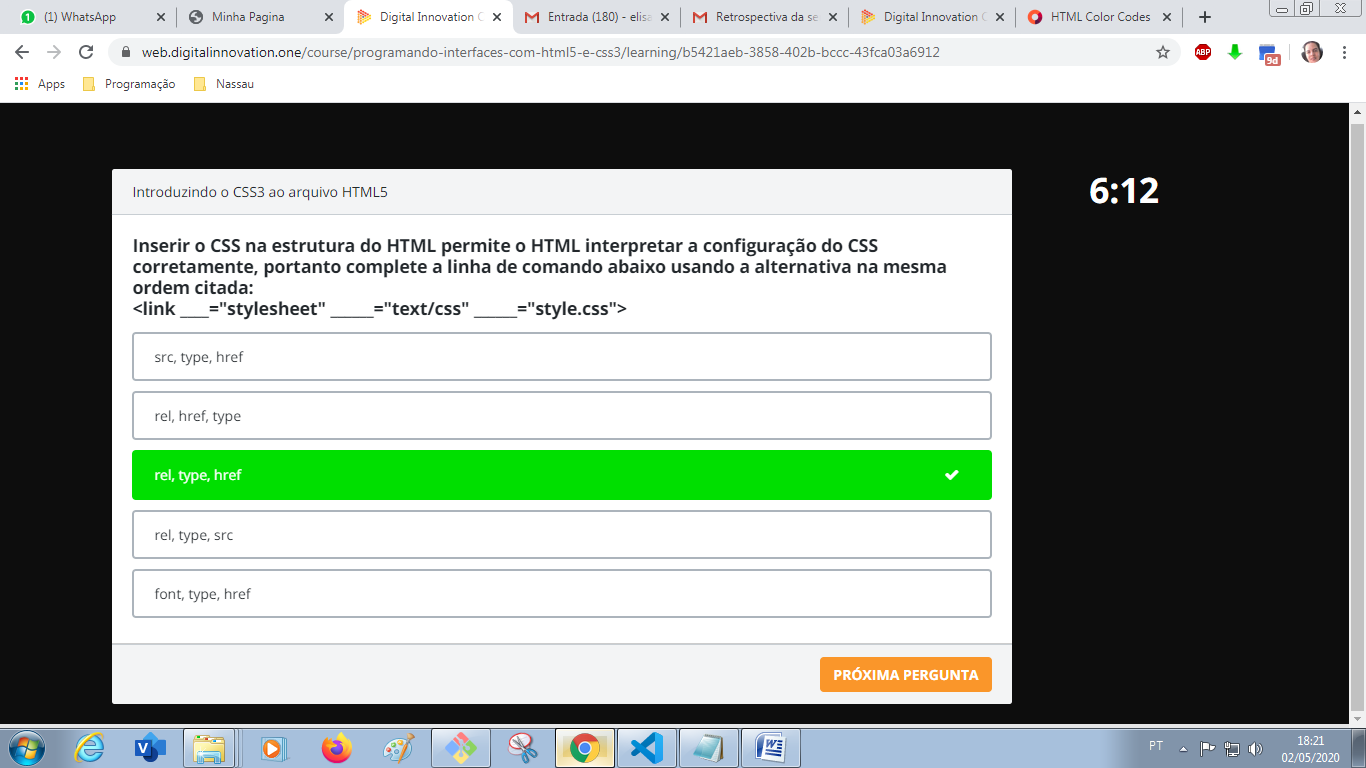 (1) WhatsApp
Minha Pagina
Digital Innovation
Entrada (180) - elis
Retrospectiva da se
Digital Innovation
HTML Color Codes
web.digitalinnovation.one/course/programando-interfaces-com-html5-e-css3/learning/b5421aeb-3858-402b-bccc-43fca03a6912
ABP
9d
Apps
Programação
Nassau
Introduzindo o CSS3 ao arquivo HTML5
6:12
Inserir o CSS na estrutura do HTML permite o HTML interpretar a configuração do CSS
corretamente, portanto complete a linha de comando abaixo usando a alternativa na mesma
ordem citada:
<link ____="stylesheet" ______="text/css" ______="style.css">
src, type, href
rel, href, type
rel, type, href
rel, type, src
font, type, href
PRÓXIMA PERGUNTA
PT
18:21
02/05/2020